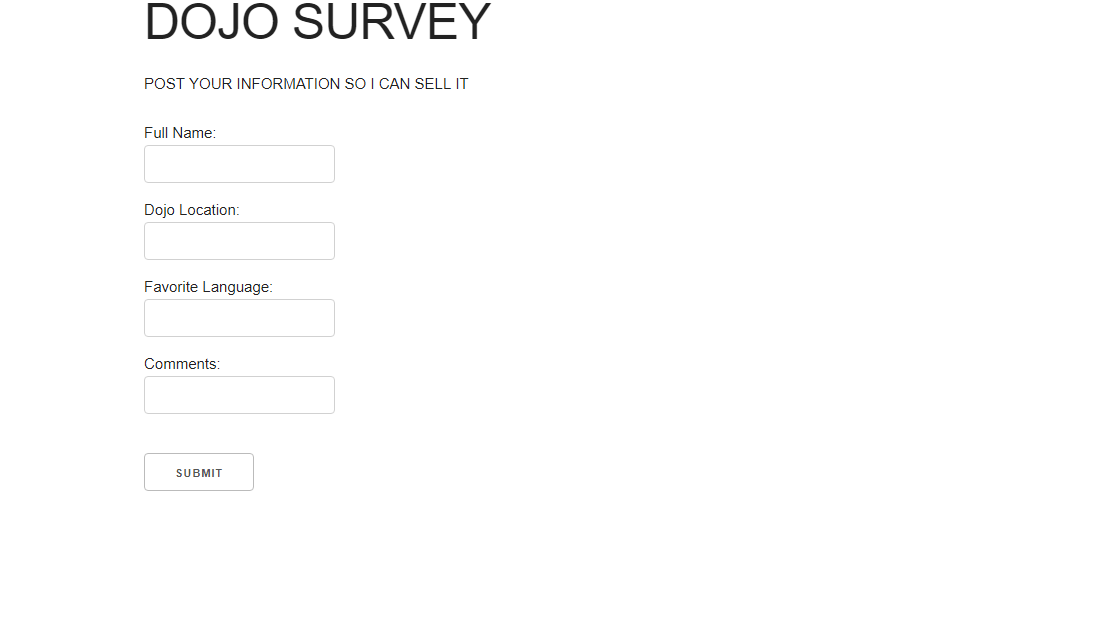 DOJO SURVEY
POST YOUR INFORMATION SO I CAN SELL IT
Full Name:
Dojo Location:
Favorite Language:
Comments:
SUBMIT